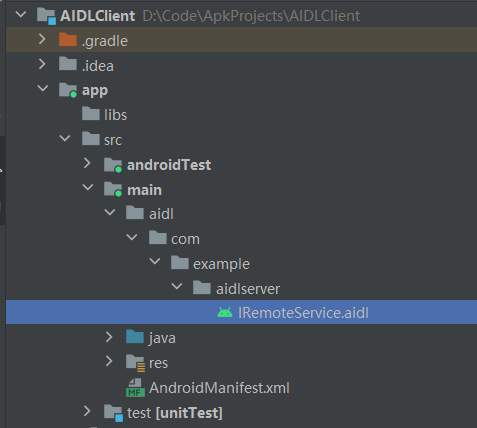 AIDLClient D:\Code\ApkProjects\AIDLClient
.gradle
.idea
app
libs
src
androidTest
main
aidl
com
example
aidlserver
IRemoteService.aidl
java
res
MF AndroidManifest.xml
test [unitTest]